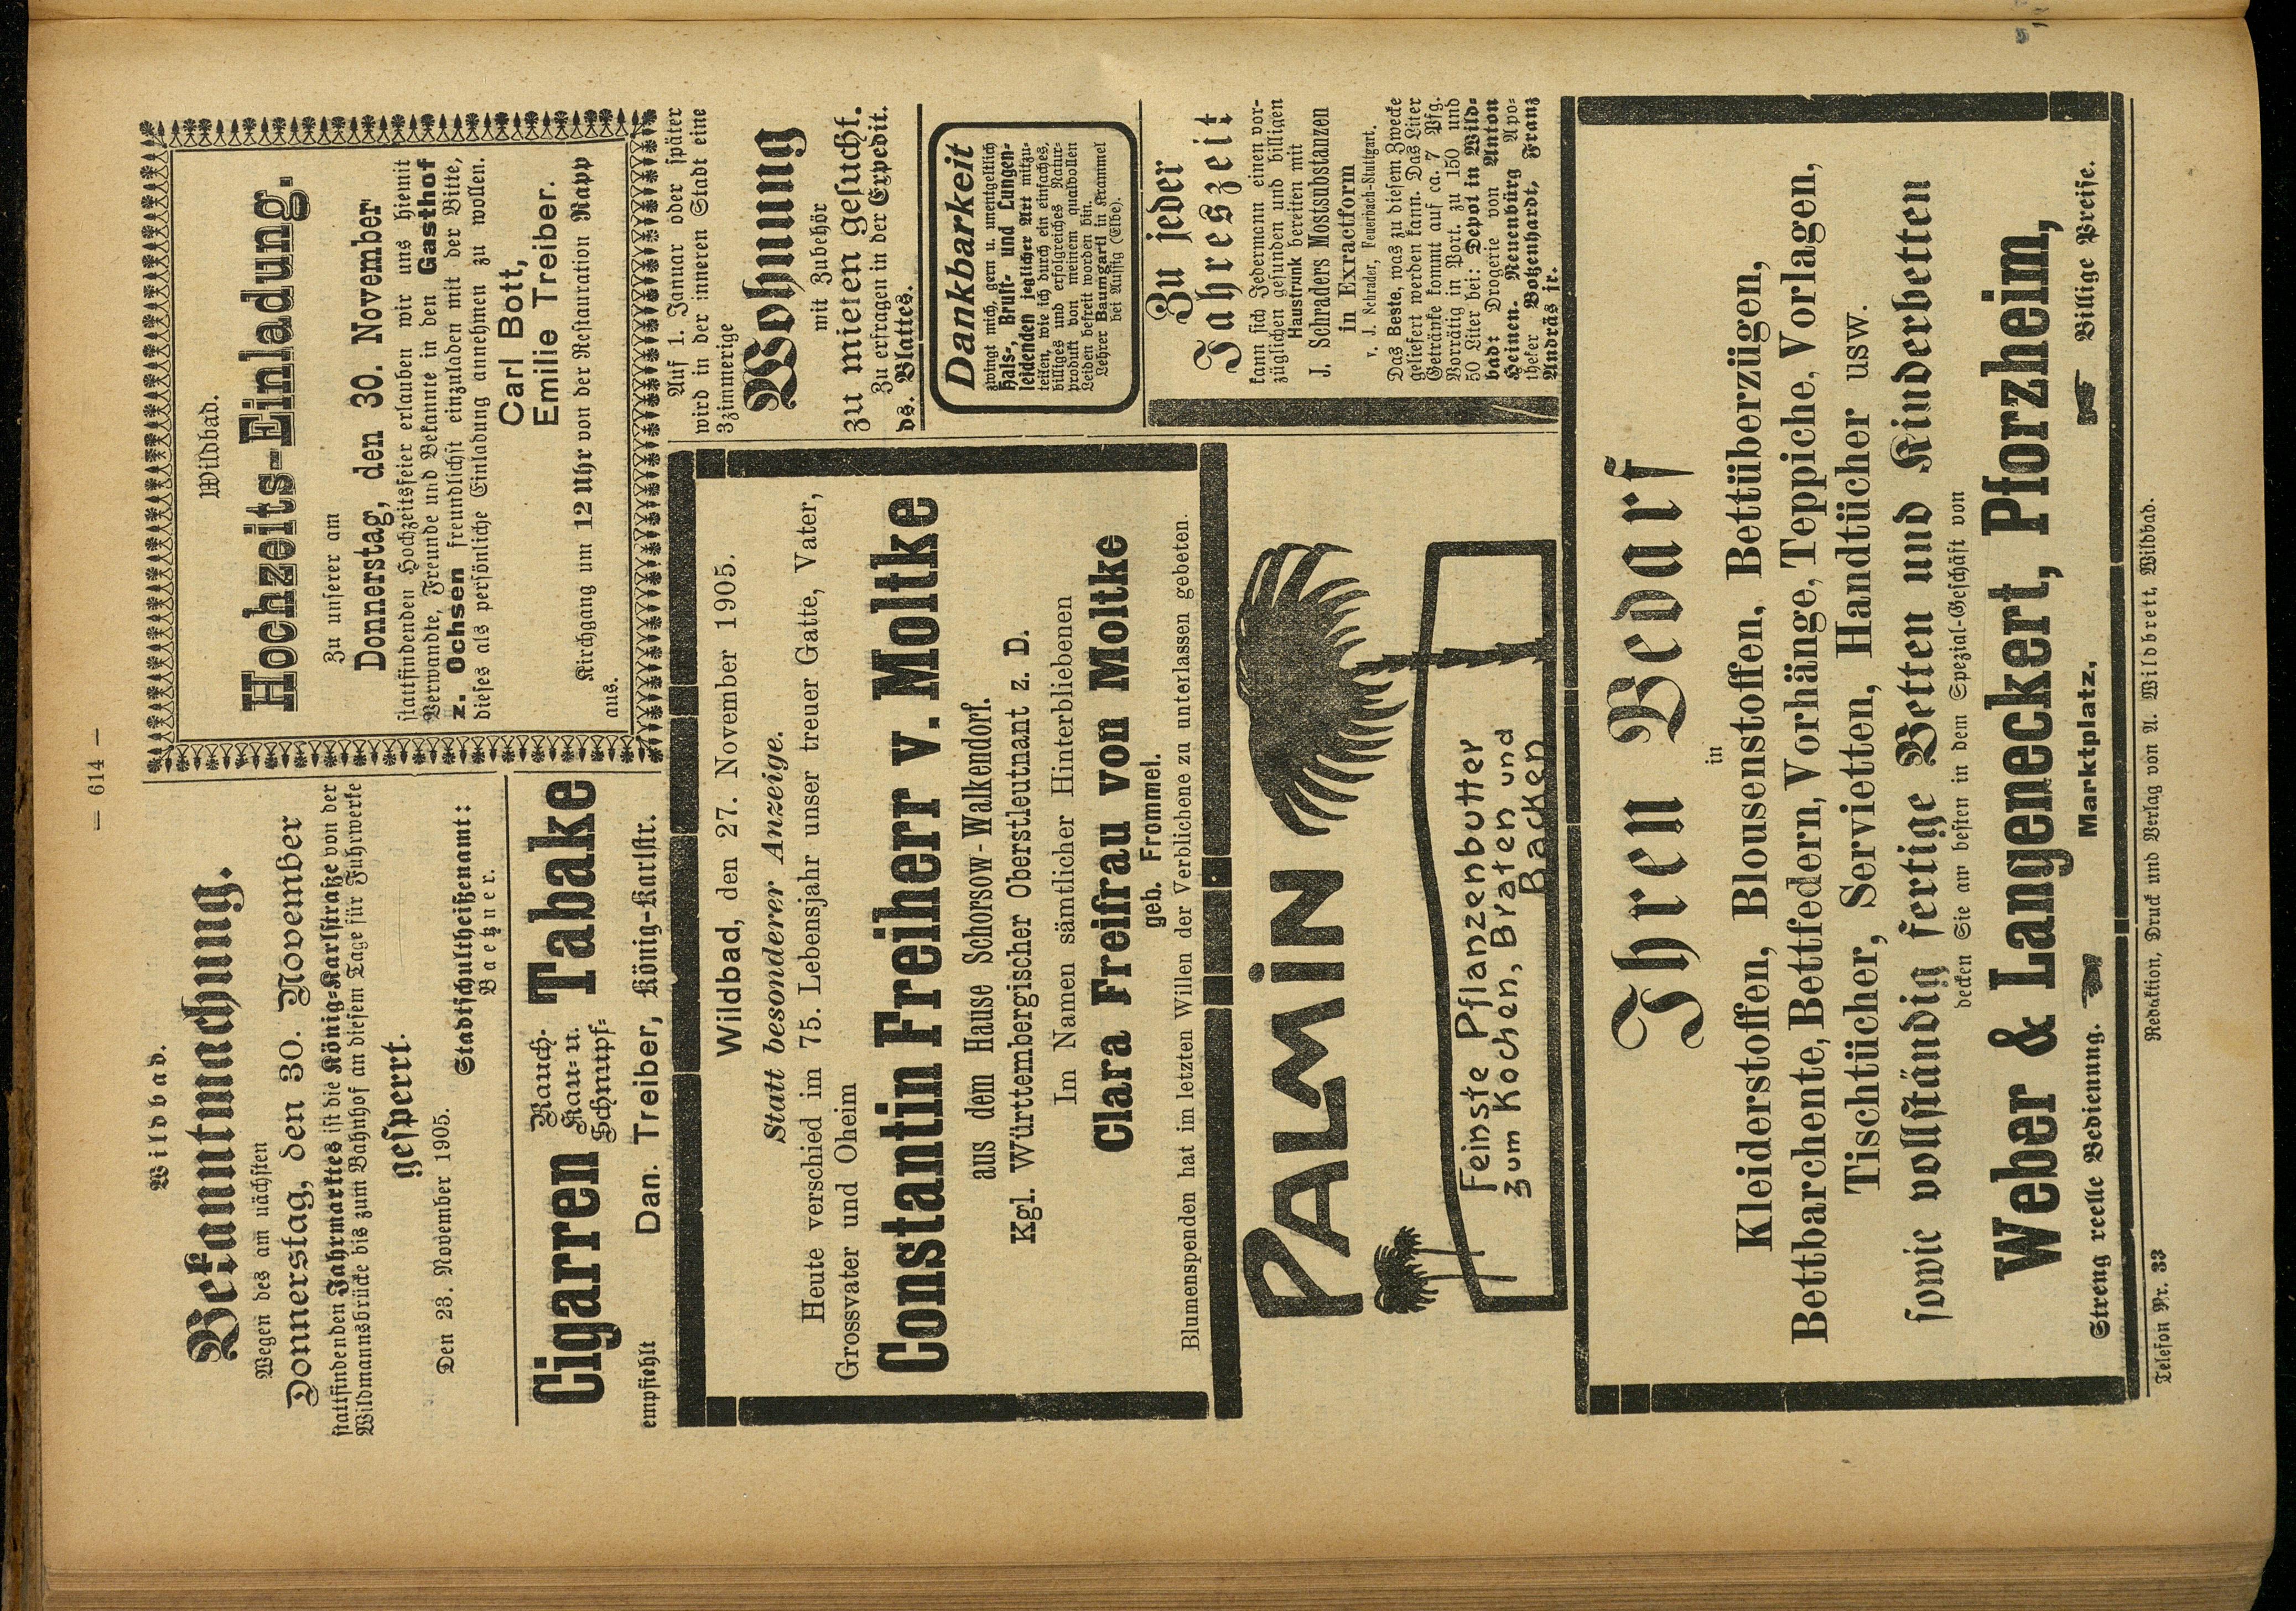 — 614 —
Wildbad.
Bekanntmachung.
Wegen des am nächsten
Donnerstag, den 30. November
stattfindenden Jahrmarktes ist die König-Karlstraße von der
Wildmannsbrücke bis zum Bahnhof an diesem Tage für Fuhrwerke
gesperrt.
Den 23. November 1905.
Stadtschultheißenamt:
Baetzner.
Cigarren
Rauch-
Kau- u.
Schnupf-
Tabake
empfiehlt
Dan. Treiber, König-Karlstr.
Wildbad.
Hochzeits-Einladung.
Zu unserer am
Donnerstag, den 30. November
stattfindenden Hochzeitsfeier erlauben wir uns hiemit
Verwandte, Freunde und Bekannte in den Gasthof
z. Ochsen freundlichst einzuladen mit der Bitte,
dieses als persönliche Einladung annehmen zu wollen.
Carl Bott,
Emilie Treiber.
Kirchgang um 12 Uhr von der Restauration Rapp
aus.
Wildbad, den 27. November 1905.
Statt besonderer Anzeige.
Heute verschied im 75. Lebensjahr unser treuer Gatte, Vater,
Grossvater und Oheim
Constantin Freiherr v. Moltke
aus dem Hause Schorsow-Walkendorf.
Kgl. Württembergischer Oberstleutnant z. D.
Im Namen sämtlicher Hinterbliebenen
Clara Freifrau von Moltke
geb. Frommel.
Blumenspenden hat im letzten Willen der Verblichene zu unterlassen gebeten.
Auf 1. Januar oder später
wird in der inneren Stadt eine
3zimmerige
Wohnung
mit Zubehör
zu mieten gesucht.
Zu erfragen in der Expedit.
ds. Blattes.
Dankbarkeit
zwingt mich, gern u. unentgeltlich
Hals-, Brust- und Lungen-
leidenden jeglicher Art mitzu-
teilen, wie ich durch ein einfaches,
billiges und erfolgreiches Natur-
produkt von meinem qualvollen
Leiden befreit worden bin.
Lehrer Baumgartl in Krammel
bei Aussig (Elbe).
Zu jeder
Jahreszeit
kann sich Jedermann einen vor-
züglichen gesunden und billigen
Haustrunk bereiten mit
J. Schraders Mostsubstanzen
in Exractform
v. J. Schrader, Feuerbach-Stuttgart.
Das Beste, was zu diesem Zwecke
geliefert werden kann. Das Liter
Getränke kommt auf ca. 7 Pfg.
Vorrätig in Port. zu 150 und
50 Liter bei: Depot in Wild-
bad: Drogerie von Anton
Heinen. Neuenbürg Apo-
theker Bozenhardt, Franz
Andräs jr.
PALMIN
Feinste Pflanzenbutter
zum Kochen, Braten und
Backen
Ihren Bedarf
in
Kleiderstoffen, Blousenstoffen, Bettüberzügen,
Bettbarchente, Bettfedern, Vorhänge, Teppiche, Vorlagen,
Tischtücher, Servietten, Handtücher usw.
sowie vollständig fertige Betten und Kinderbetten
decken Sie am besten in dem Spezial-Geschäft von
Weber & Langeneckert, Pforzheim,
Streng reelle Bedienung. Marktplatz. Billige Preise.
Telefon Nr. 33 Redaktion, Druck und Verlag von A. Wildbrett, Wildbad.